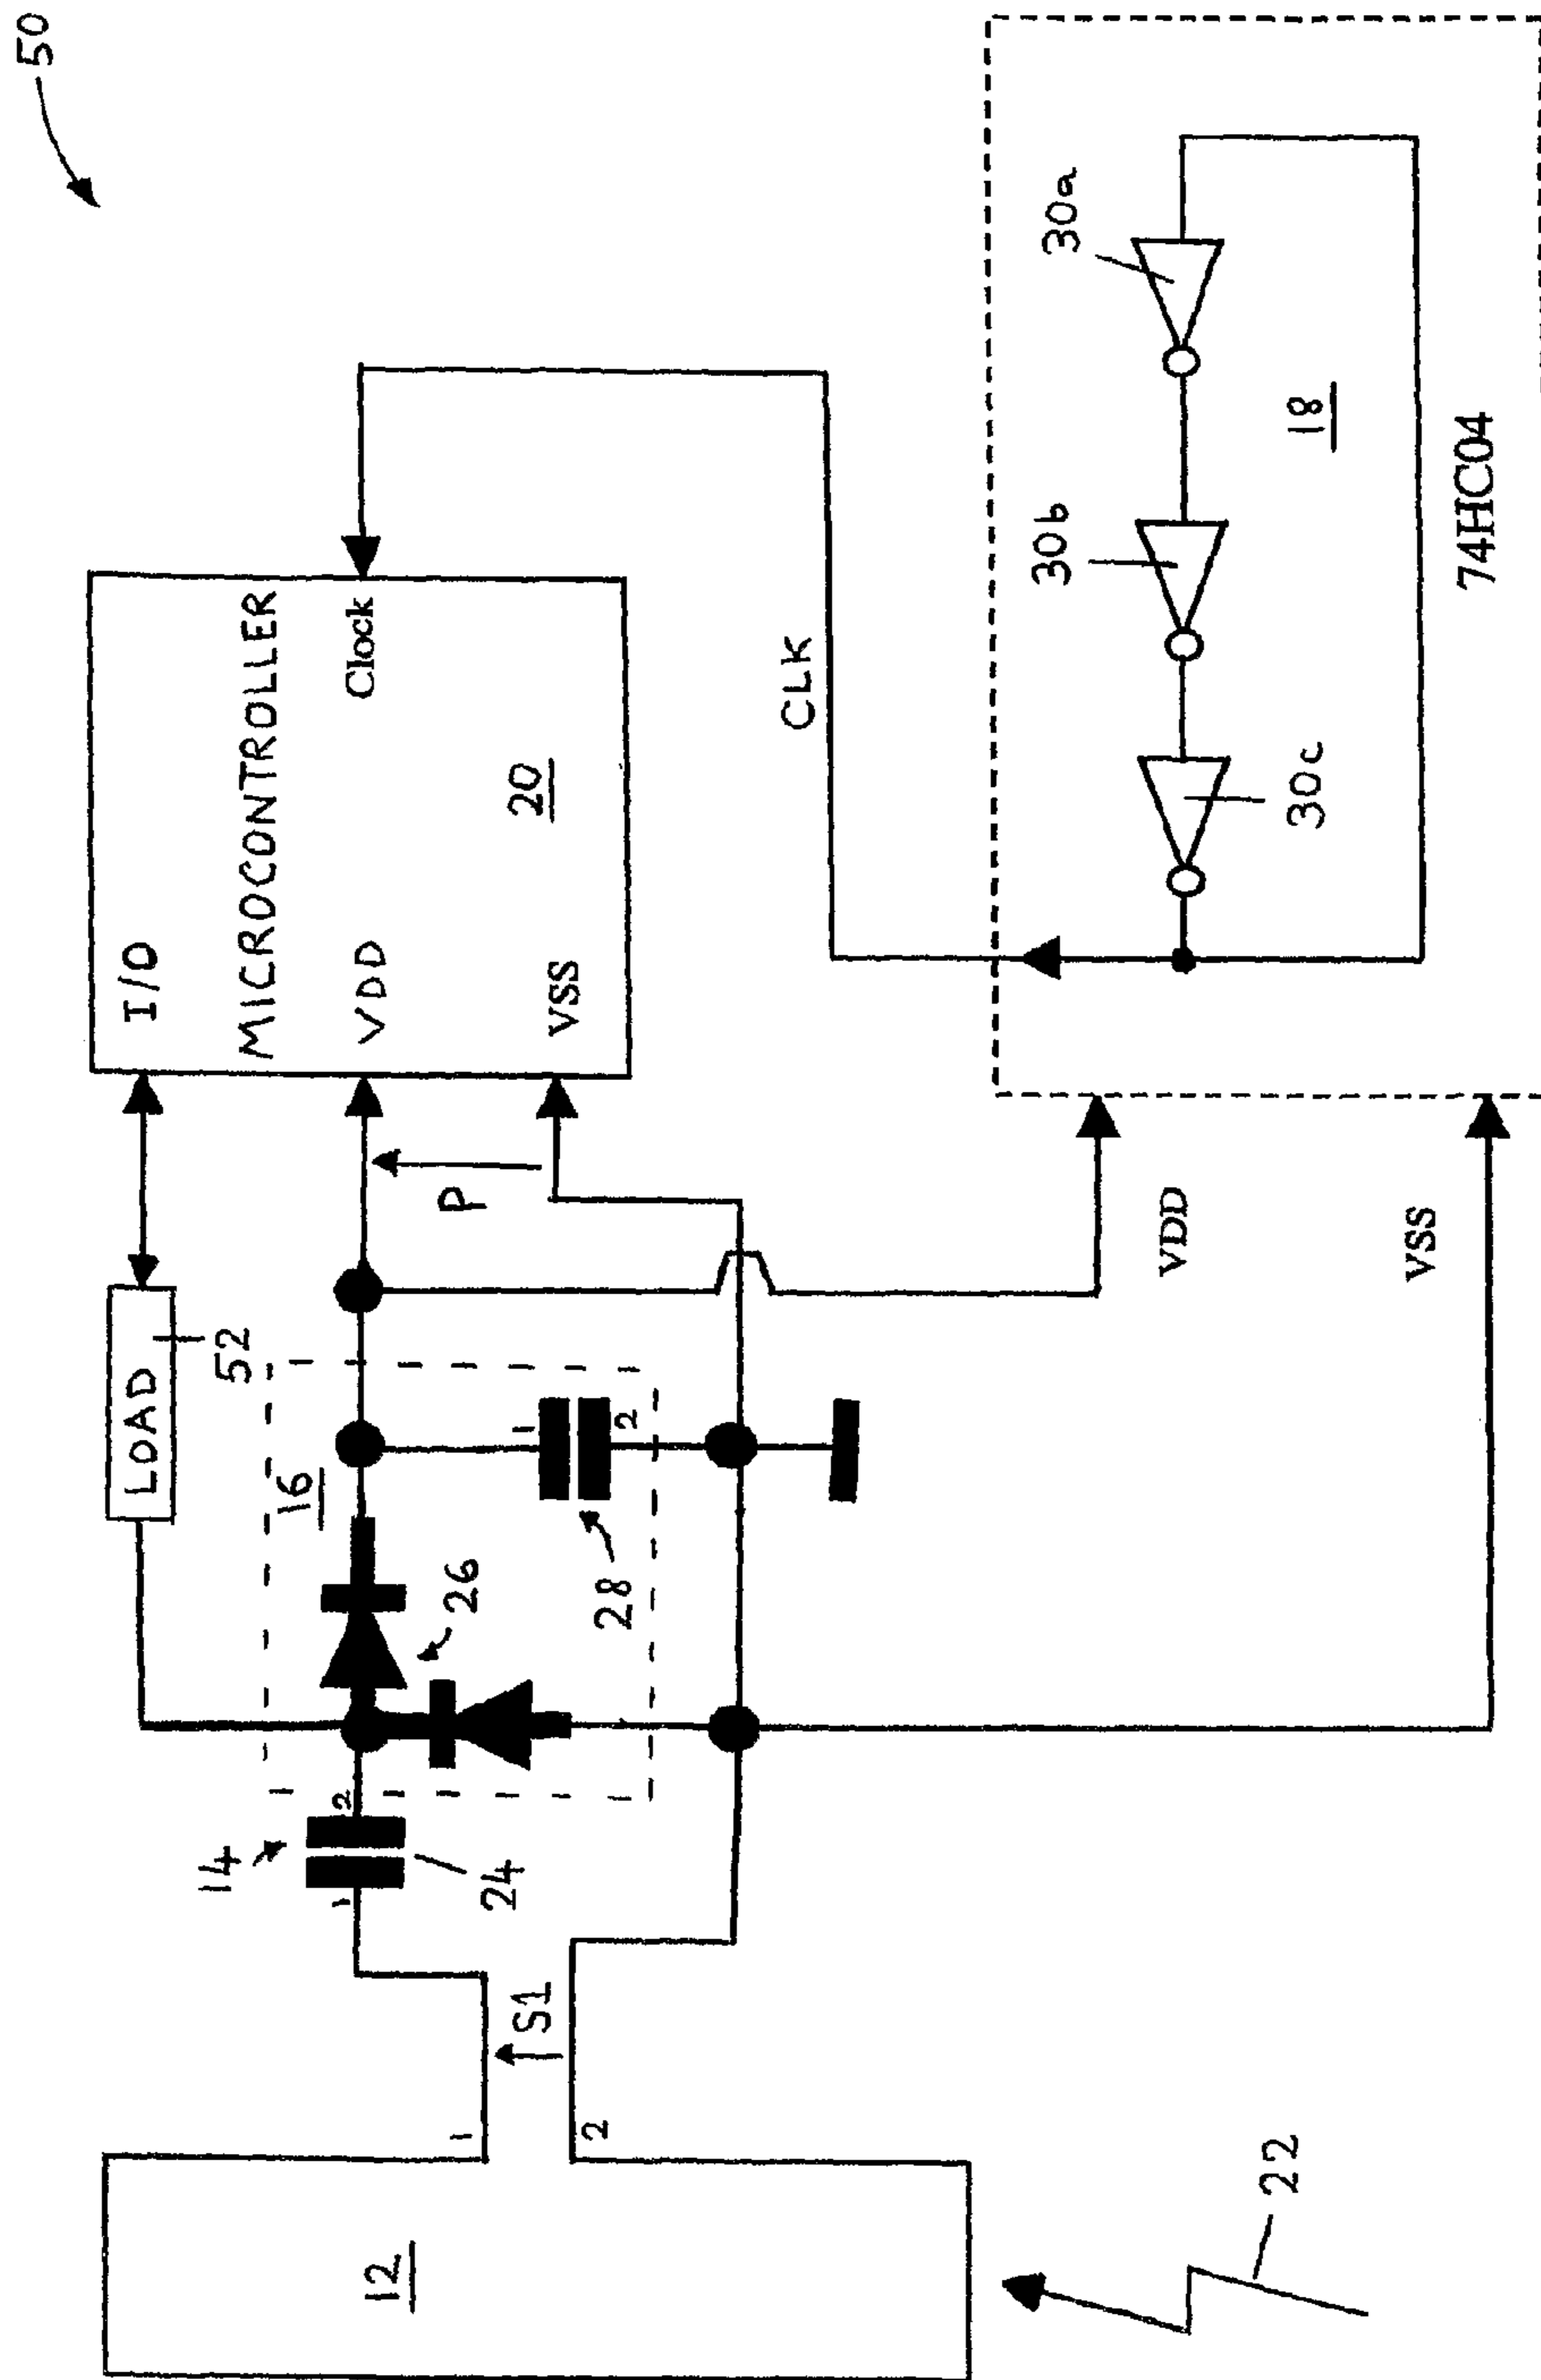 50
LOAD
52
I/O
MICROCONTROLLER
VDD
VSS
Clock
20
P
16
26
28
1
2
14
1
2
24
12
1
2
S1
22
CLK
VDD
VSS
30a
30b
30c
18
74HC04